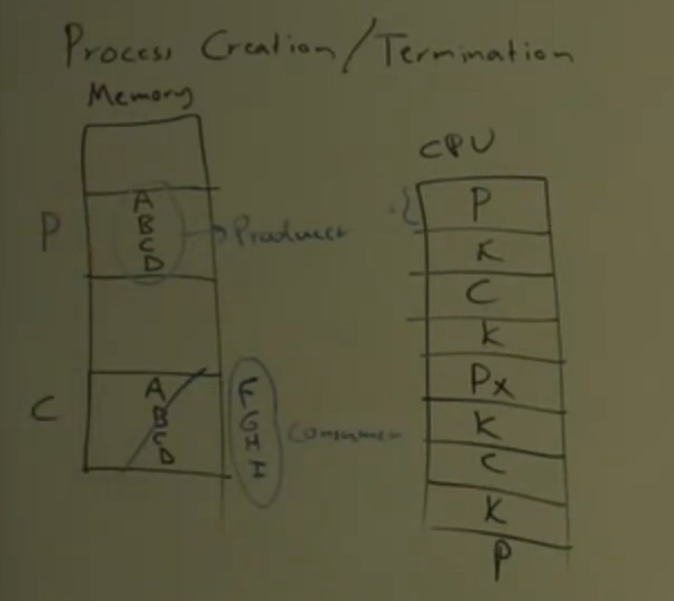 Process Creation/Termination
Memory
P
A
B
C
D
Producer
C
A
B
C
D
F
G
H
I
Consumer
CPU
P
K
C
K
Px
K
C
K
P